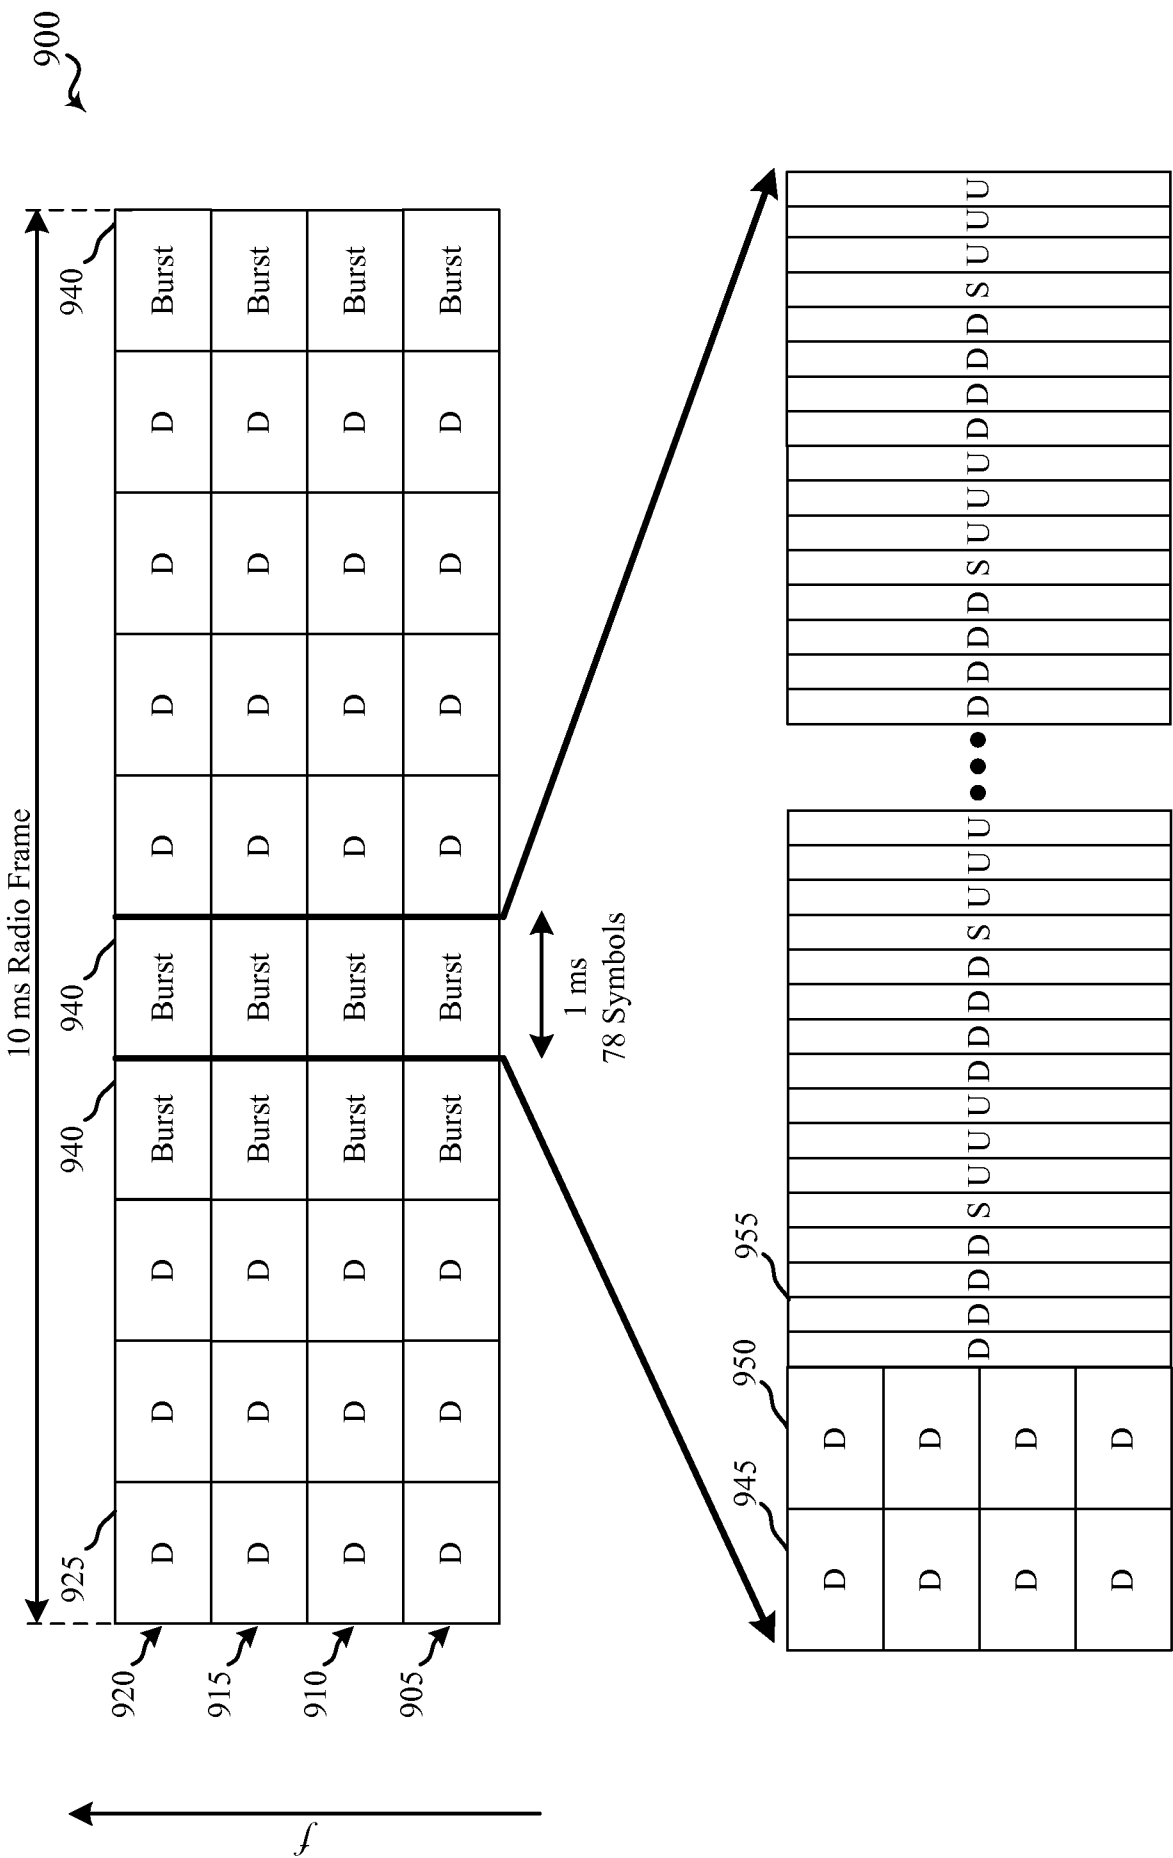 900
10 ms Radio Frame
925 940 940 940
920 D D D Burst Burst D D D D Burst
915 D D D Burst Burst D D D D Burst
910 D D D Burst Burst D D D D Burst
905 D D D Burst Burst D D D D Burst
f
1 ms
78 Symbols
945 950 955
D D
D D
D D D D S U U U D D D D S U U U D D D D S U U U D D D D S U U U
D D
D D